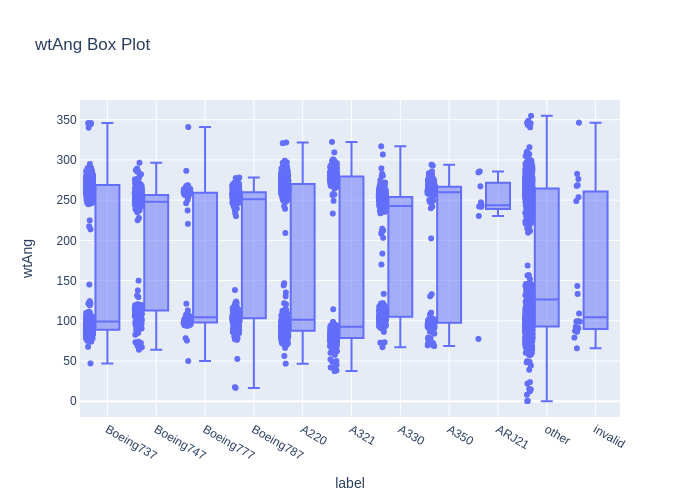 wtAng Box Plot
350
300
250
200
150
100
50
0
wtAng
Boeing737
Boeing747
Boeing777
Boeing787
A220
A321
A330
A350
ARJ21
other
invalid
label